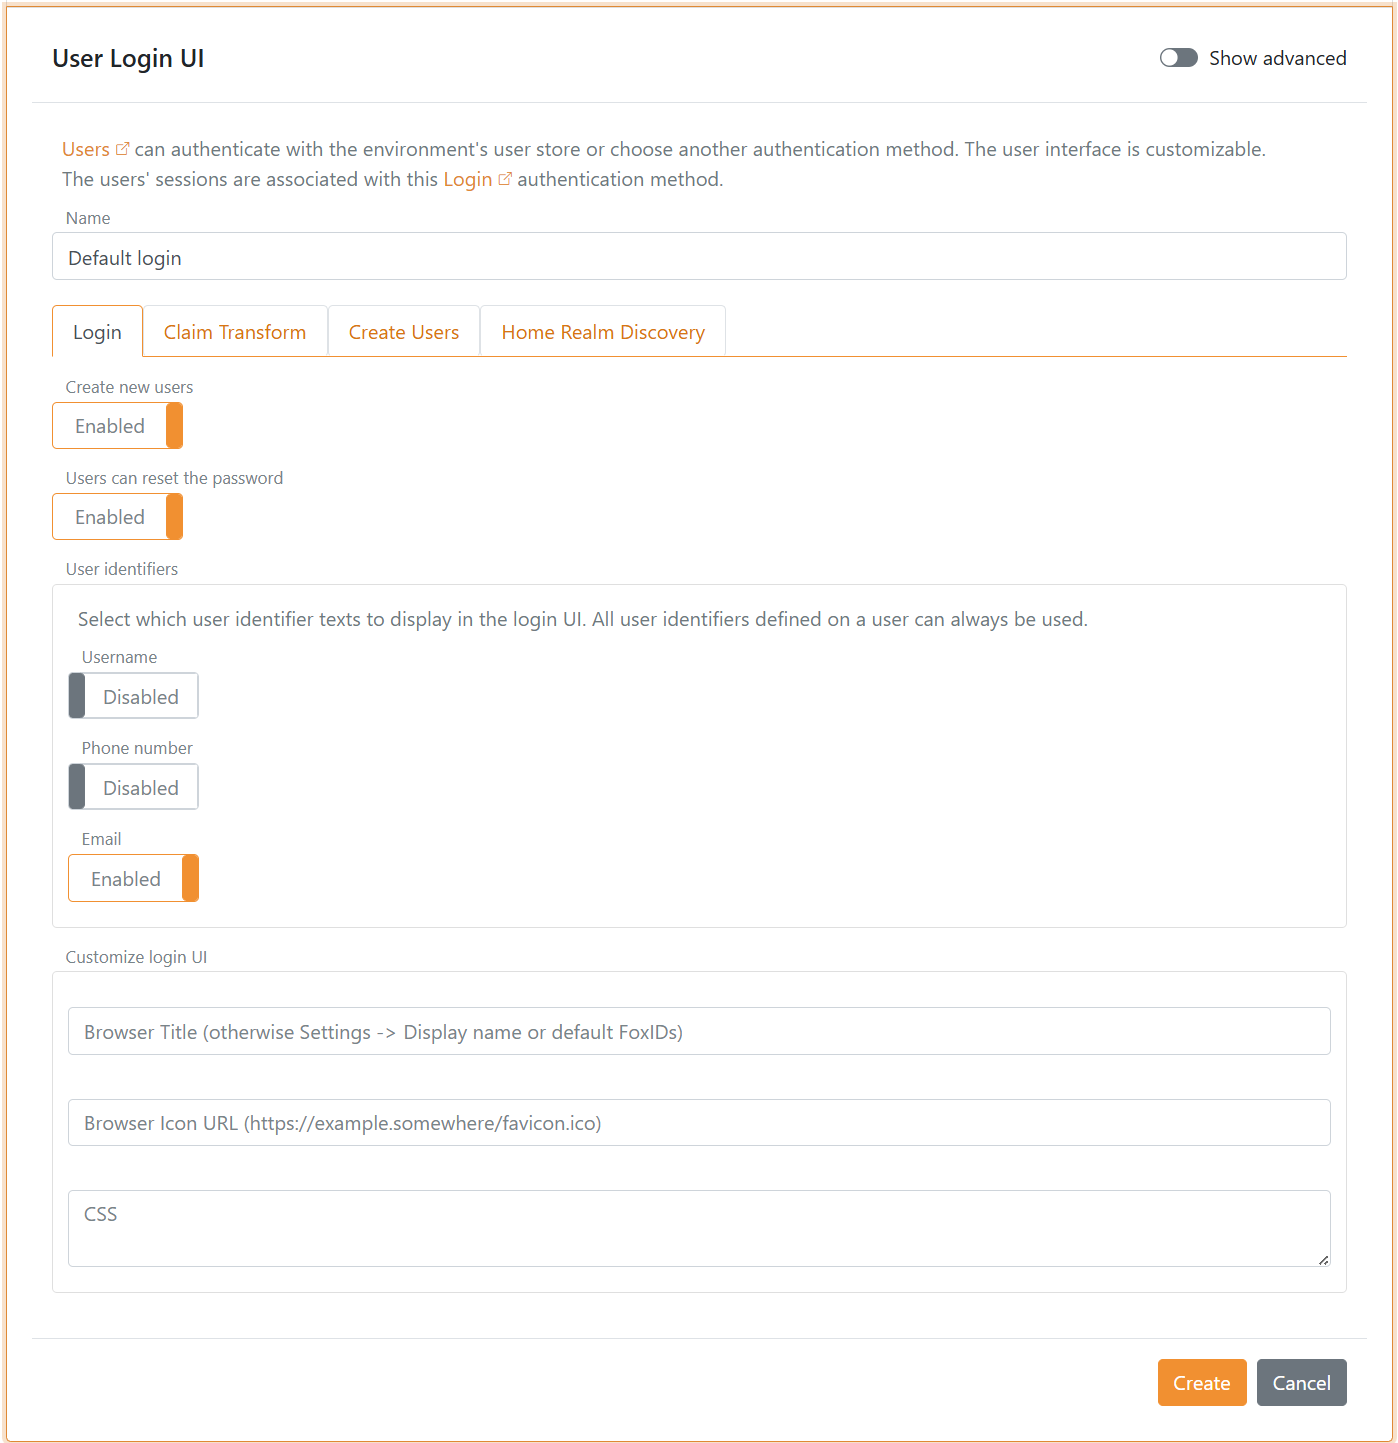 User Login UI
Show advanced
Users can authenticate with the environment's user store or choose another authentication method. The user interface is customizable.
The users' sessions are associated with this Login authentication method.
Name
Default login
Login
Claim Transform
Create Users
Home Realm Discovery
Create new users
Enabled
Users can reset the password
Enabled
User identifiers
Select which user identifier texts to display in the login UI. All user identifiers defined on a user can always be used.
Username
Disabled
Phone number
Disabled
Email
Enabled
Customize login UI
Browser Title (otherwise Settings -> Display name or default FoxIDs)
Browser Icon URL (https://example.somewhere/favicon.ico)
CSS
Create
Cancel